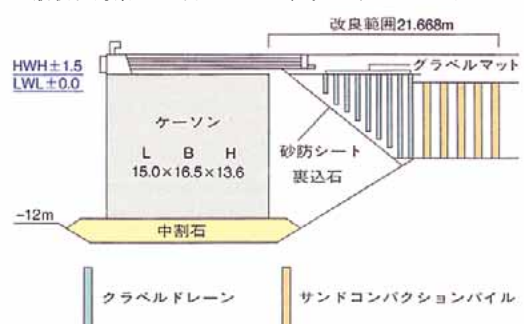 改良範囲21.668m
HWH±1.5
LWL±0.0
グラベルマット
ケーソン
L B H
15.0×16.5×13.6
砂防シート
裏込石
-12m
中割石
クラベルドレーン
サンドコンパクションパイル